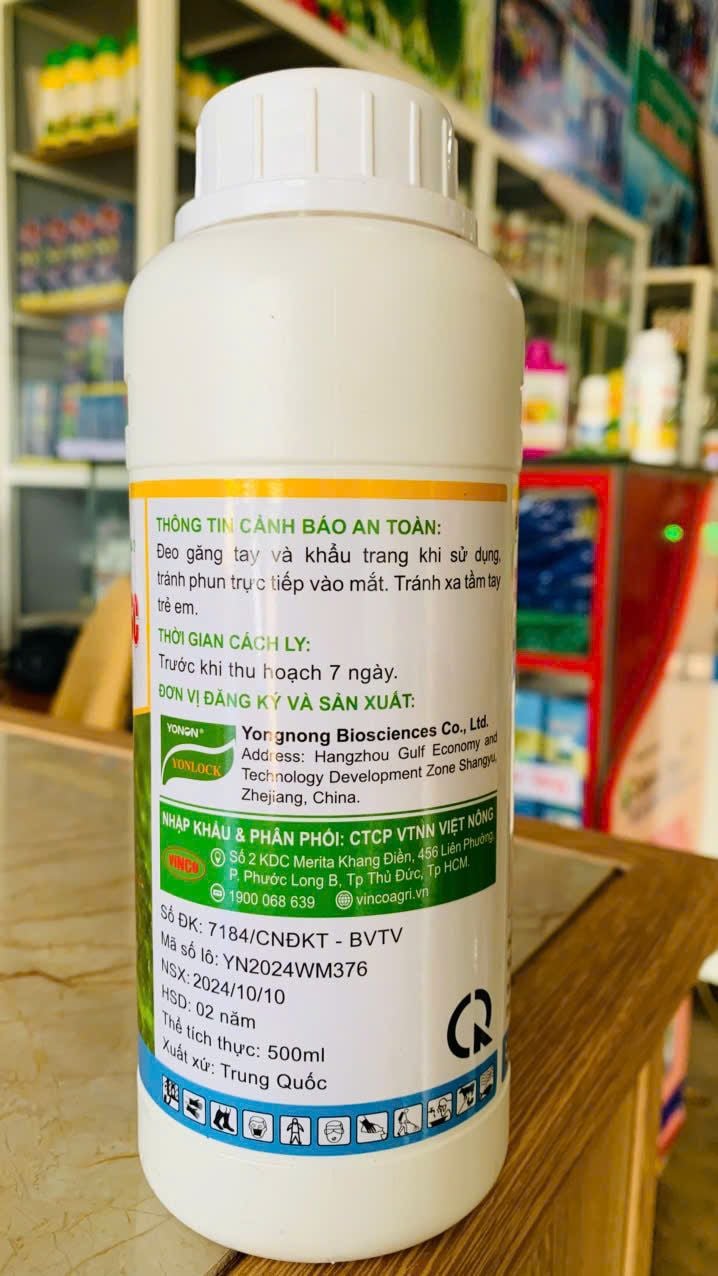 THÔNG TIN CẢNH BÁO AN TOÀN:
Đeo găng tay và khẩu trang khi sử dụng,
tránh phun trực tiếp vào mắt. Tránh xa tầm tay
trẻ em.
THỜI GIAN CÁCH LY:
Trước khi thu hoạch 7 ngày.
ĐƠN VỊ ĐĂNG KÝ VÀ SẢN XUẤT:
YONON®
YONLOCK
Yongnong Biosciences Co., Ltd.
Address: Hangzhou Gulf Economy and
Technology Development Zone Shangyu,
Zhejiang, China.
NHẬP KHẨU & PHÂN PHỐI: CTCP VTNN VIỆT NÔNG
VINCO
Số 2 KDC Merita Khang Điền, 456 Liên Phường,
P. Phước Long B, Tp Thủ Đức, Tp HCM.
1900 068 639 vincoagri.vn
Số ĐK: 7184/CNĐKT - BVTV
Mã số lô: YN2024WM376
NSX: 2024/10/10
HSD: 02 năm
Thể tích thực: 500ml
Xuất xứ: Trung Quốc